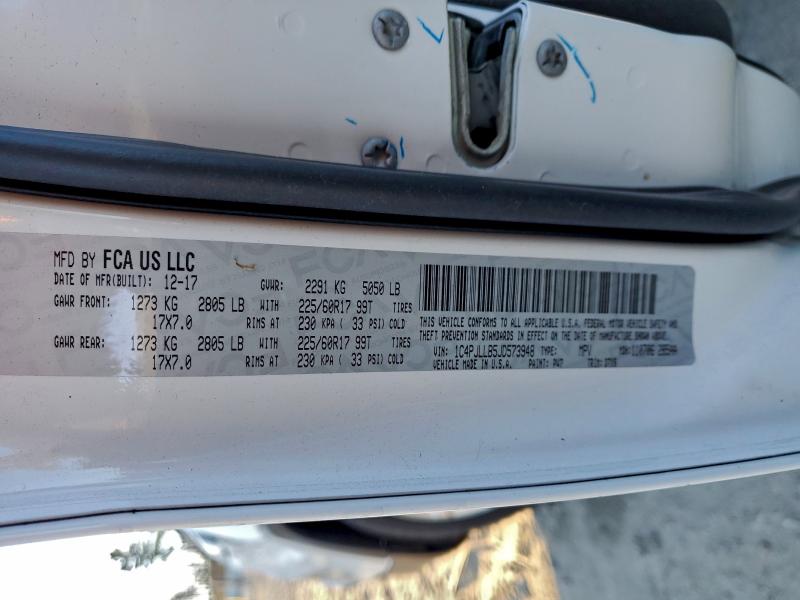 MFD BY FCA US LLC
DATE OF MFR(BUILT): 12-17 GVWR: 2291 KG 5050 LB
GAWR FRONT: 1273 KG 2805 LB WITH 225/60R17 99T TIRES
17X7.0 RIMS AT 230 KPA ( 33 PSI) COLD
GAWR REAR: 1273 KG 2805 LB WITH 225/60R17 99T TIRES
17X7.0 RIMS AT 230 KPA ( 33 PSI) COLD
THIS VEHICLE CONFORMS TO ALL APPLICABLE U.S.A. FEDERAL MOTOR VEHICLE SAFETY AND
THEFT PREVENTION STANDARDS IN EFFECT ON THE DATE OF MANUFACTURE SHOWN ABOVE.
VIN: 1C4PJLLB5JD573948 TYPE: MPV MDH:
VEHICLE MADE IN U.S.A. PAINT: PW7 TRIM: